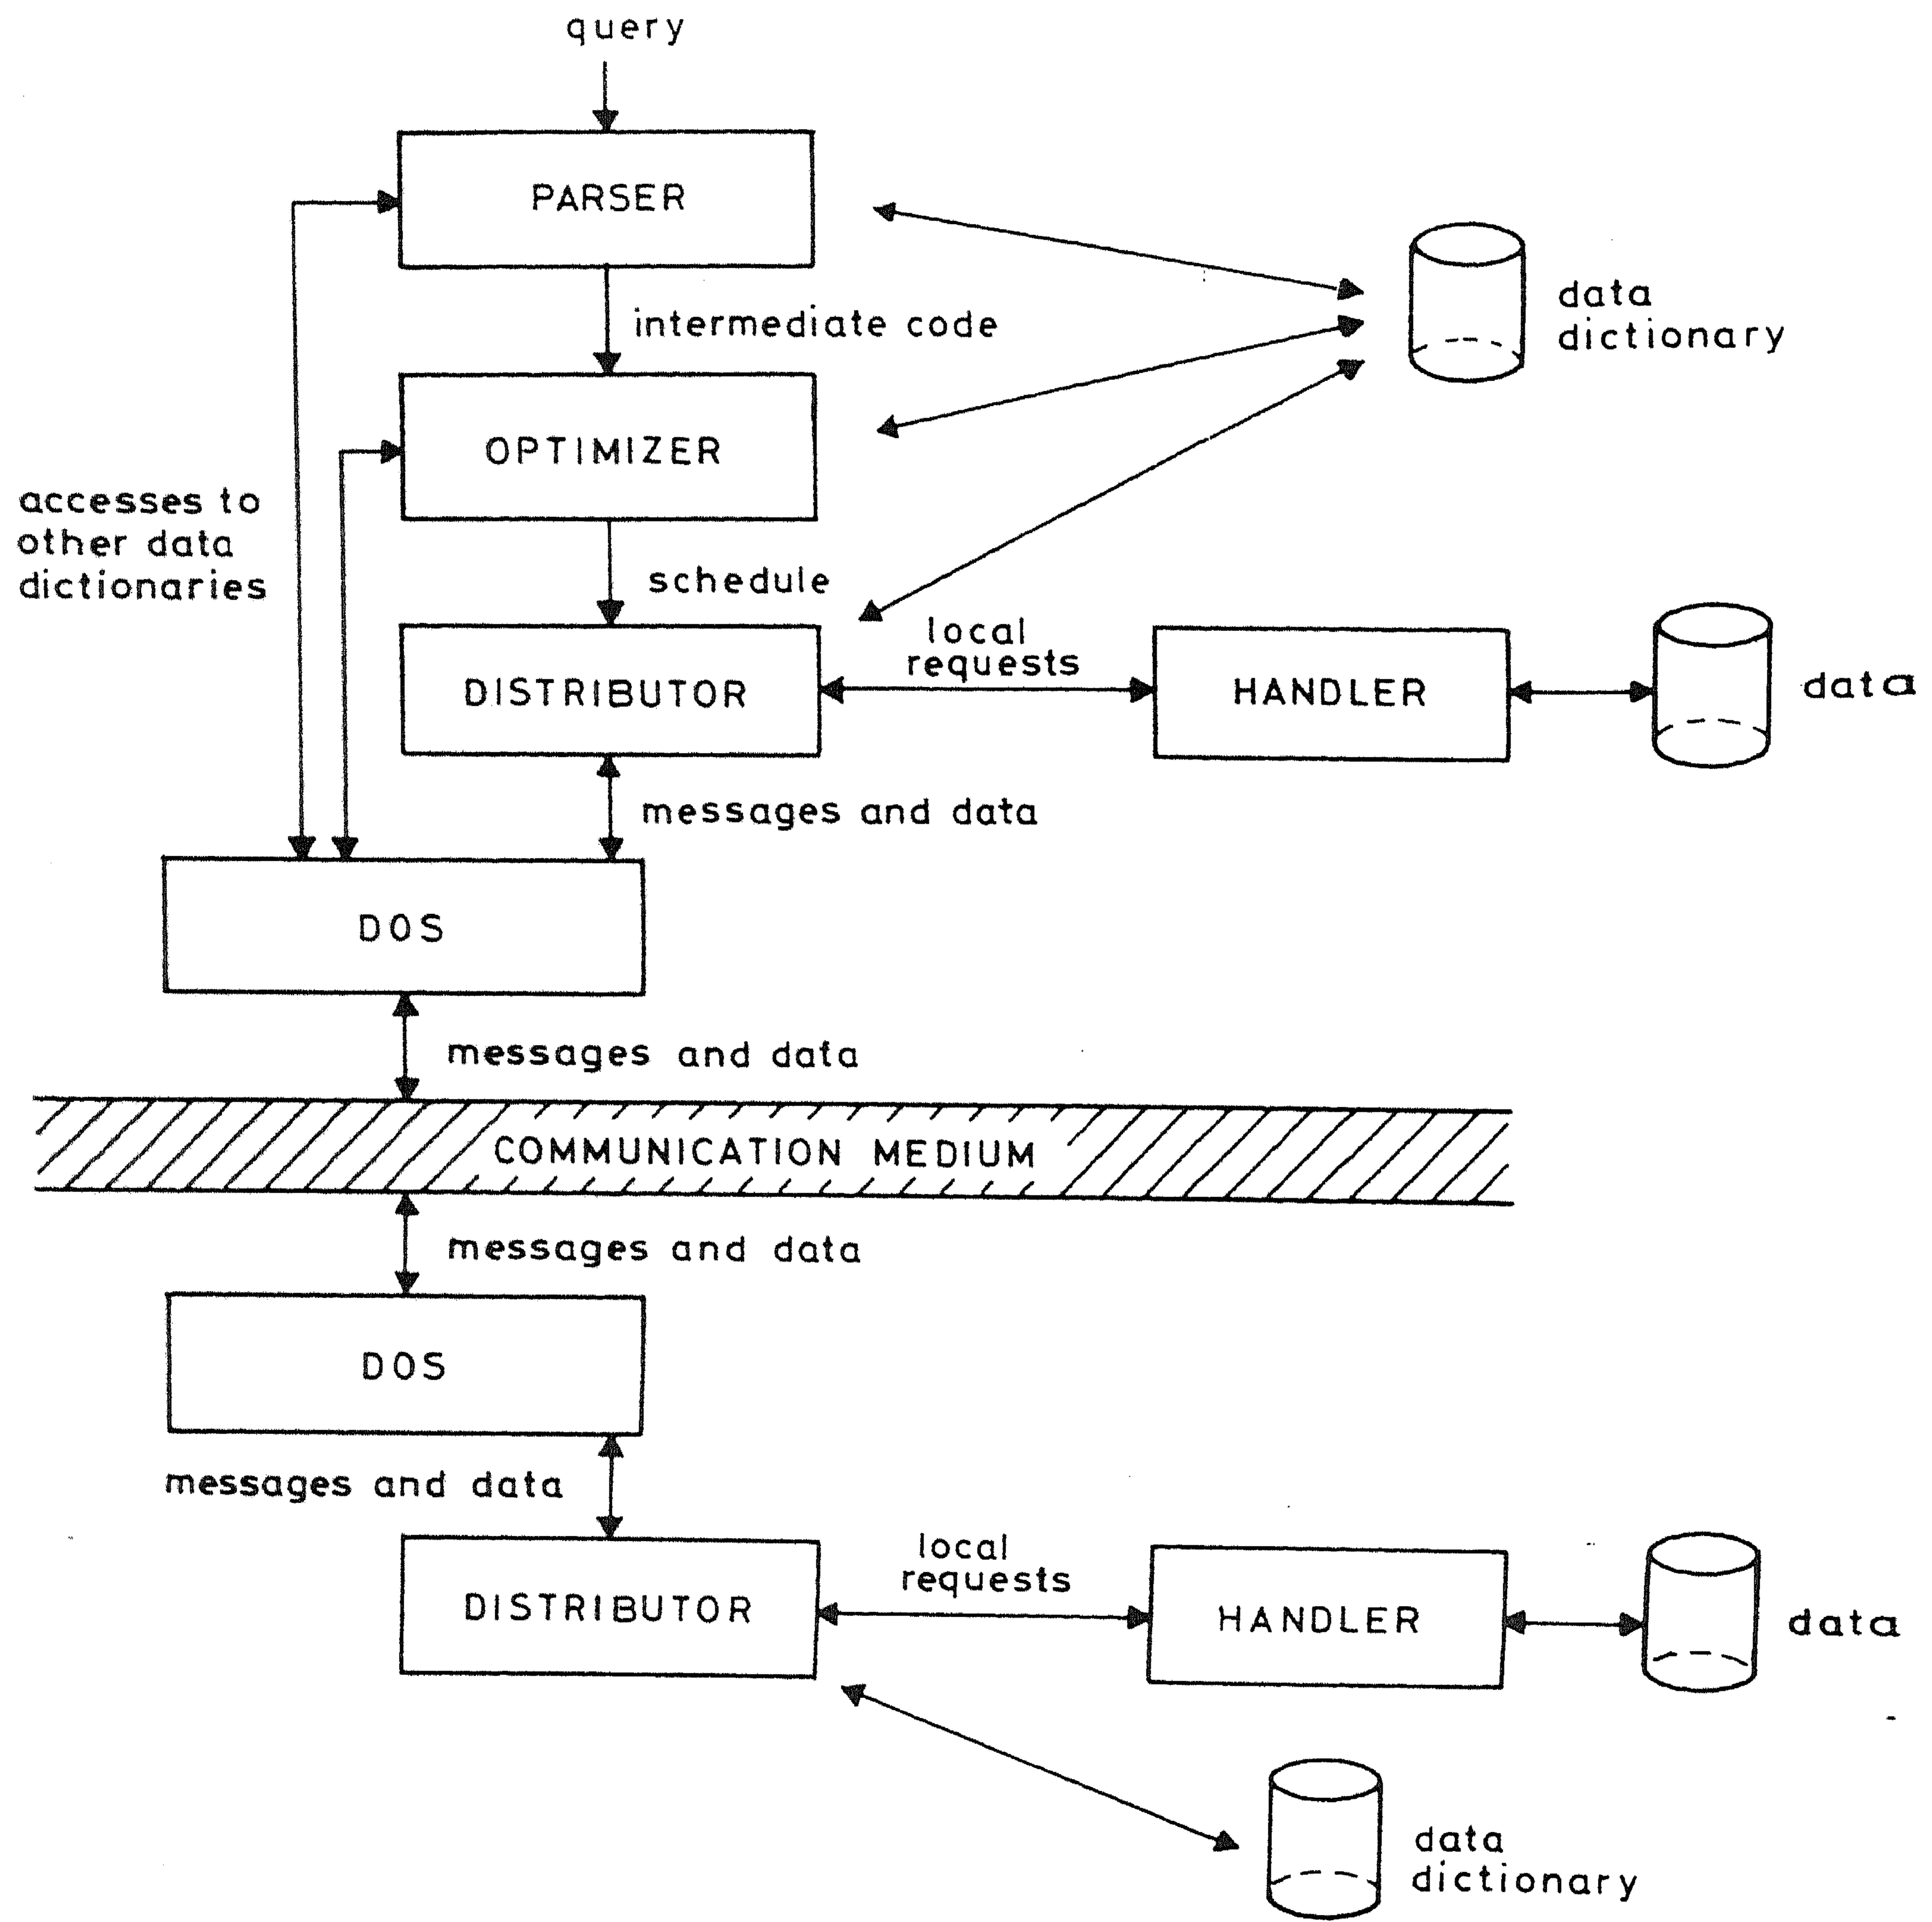 query
PARSER
data
dictionary
intermediate code
OPTIMIZER
accesses to
other data
dictionaries
schedule
local
requests
DISTRIBUTOR
HANDLER
data
messages and data
DOS
messages and data
COMMUNICATION MEDIUM
messages and data
DOS
messages and data
local
requests
DISTRIBUTOR
HANDLER
data
data
dictionary